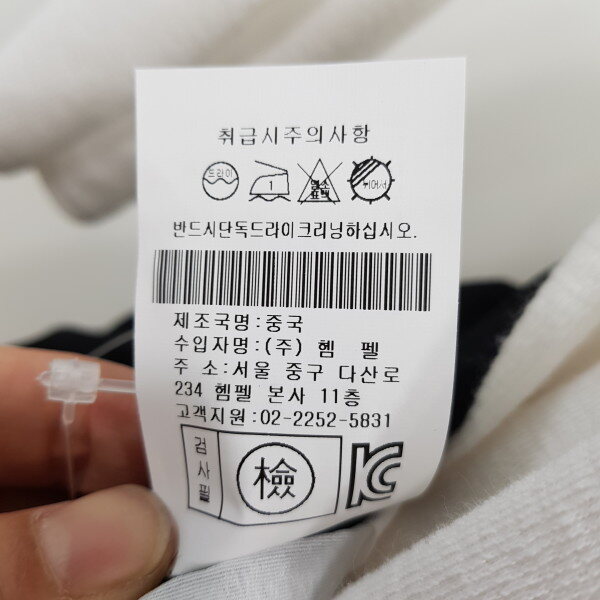 취급시주의사항
드라이 1 염소표백 뉘어서
반드시단독드라이크리닝하십시오.
제조국명:중국
수입자명:(주) 헴 펠
주 소:서울 중구 다산로
234 헴펠 본사 11층
고객지원:02-2252-5831
검사필 檢 KC